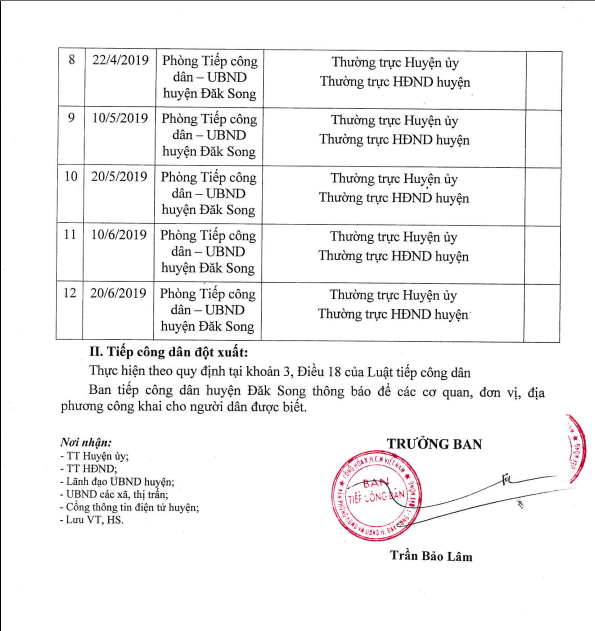 8 22/4/2019 Phòng Tiếp công Thường trực Huyện ủy
dân – UBND Thường trực HĐND huyện
huyện Đăk Song
9 10/5/2019 Phòng Tiếp công Thường trực Huyện ủy
dân – UBND Thường trực HĐND huyện
huyện Đăk Song
10 20/5/2019 Phòng Tiếp công Thường trực Huyện ủy
dân – UBND Thường trực HĐND huyện
huyện Đăk Song
11 10/6/2019 Phòng Tiếp công Thường trực Huyện ủy
dân – UBND Thường trực HĐND huyện
huyện Đăk Song
12 20/6/2019 Phòng Tiếp công Thường trực Huyện ủy
dân – UBND Thường trực HĐND huyện
huyện Đăk Song
II. Tiếp công dân đột xuất:
Thực hiện theo quy định tại khoản 3, Điều 18 của Luật tiếp công dân
Ban tiếp công dân huyện Đăk Song thông báo để các cơ quan, đơn vị, địa
phương công khai cho người dân được biết.
Nơi nhận:
- TT Huyện ủy;
- TT HĐND;
- Lãnh đạo UBND huyện;
- UBND các xã, thị trấn;
- Cổng thông tin điện tử huyện;
- Lưu VT, HS.
TRƯỞNG BAN
BAN
TIẾP CÔNG DÂN
Trần Bảo Lâm